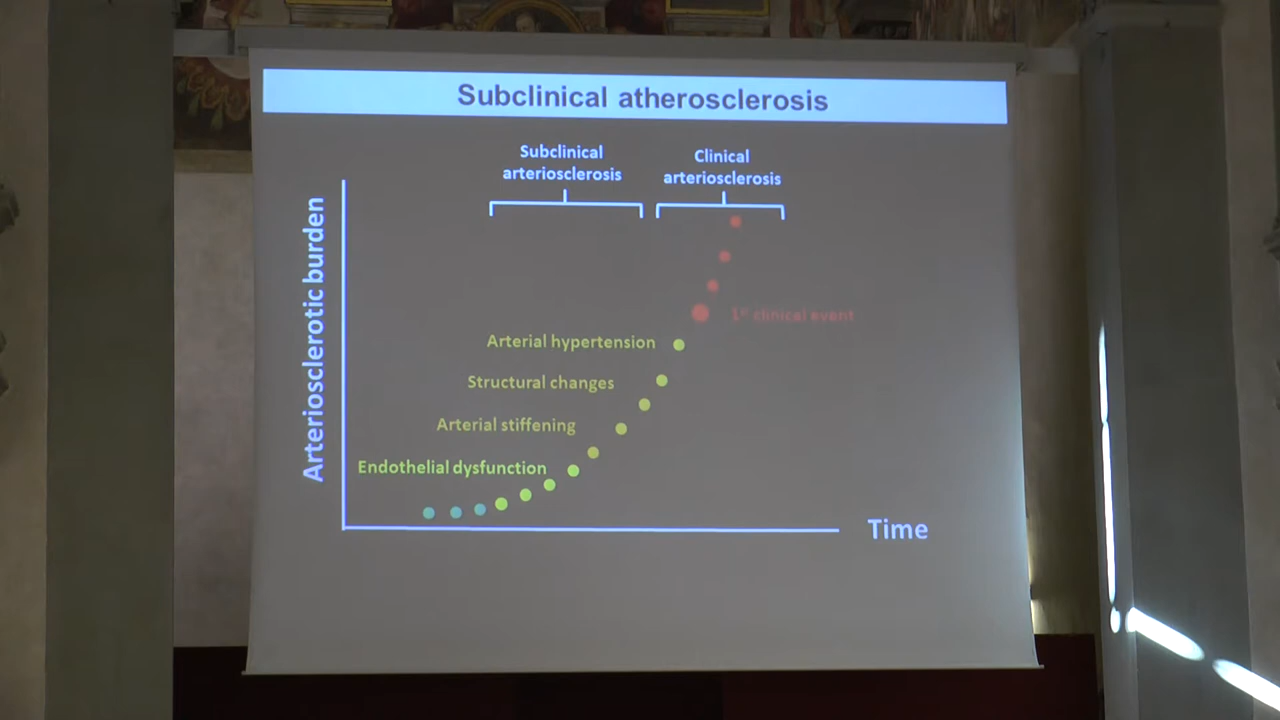 Subclinical atherosclerosis
Subclinical
arteriosclerosis
Clinical
arteriosclerosis
Arteriosclerotic burden
1st clinical event
Arterial hypertension
Structural changes
Arterial stiffening
Endothelial dysfunction
Time